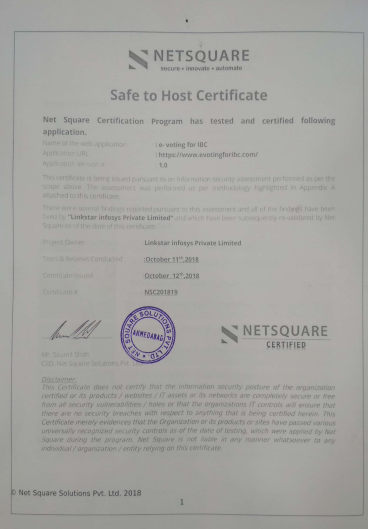 NETSQUARE
secure • innovate • automate
Safe to Host Certificate
Net Square Certification Program has tested and certified following
application.
Name of the web application : e- voting for IBC
Application URL : https://www.evotingforibc.com/
Application version # : 1.0
This certificate is being issued pursuant to an information security assessment performed as per the
scope above. The assessment was performed as per methodology highlighted in Appendix A
attached to this certificate.
There were several findings reported pursuant to this assessment and all of the findings have been
fixed by "Linkstar Infosys Private Limited" and which have been subsequently re-validated by Net
Square as of the date of this certificate.
Project Owner Linkstar infosys Private Limited
Tests & Reviews Conducted :October 11th,2018
Certificate Issued October 12th,2018
Certificate # NSC201819
NET SQUARE SOLUTIONS PVT. LTD.
AHMEDABAD
NETSQUARE
CERTIFIED
Mr. Shah
CEO, Net Square Solutions Pvt.
Disclaimer:
This Certificate does not certify that the information security posture of the organization
certified or its products / websites / IT assets or its networks are completely secure or free
from all security vulnerabilities / holes or that the organizations IT controls will ensure that
there are no security breaches with respect to anything that is being certified herein. This
Certificate merely evidences that the Organization or its products or sites have passed various
universally recognized security controls as of the date of testing, which were applied by Net
Square during the program. Net Square is not liable in any manner whatsoever to any
individual / organization / entity relying on this certificate.
© Net Square Solutions Pvt. Ltd. 2018
1